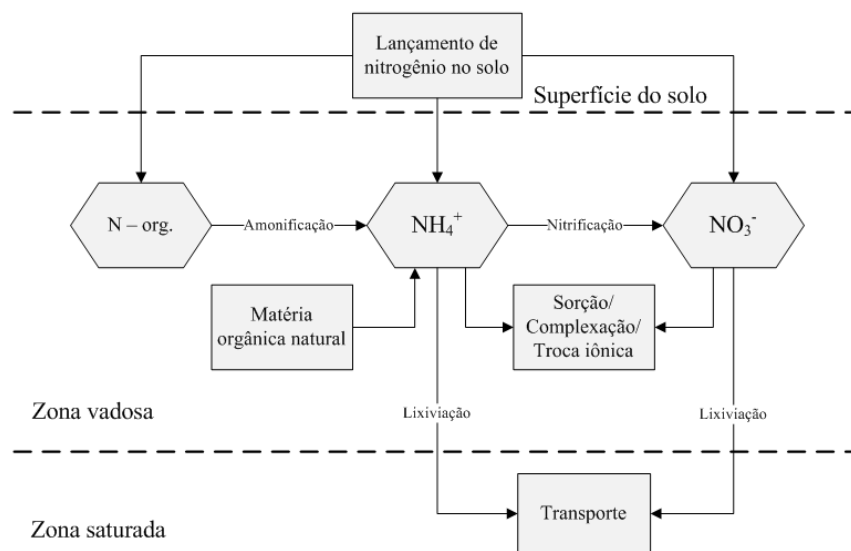 Lançamento de
nitrogênio no solo
Superfície do solo
N – org.
Amonificação
NH₄⁺
Nitrificação
NO₃⁻
Matéria
orgânica natural
Sorção/
Complexação/
Troca iônica
Zona vadosa
Lixiviação
Lixiviação
Zona saturada
Transporte